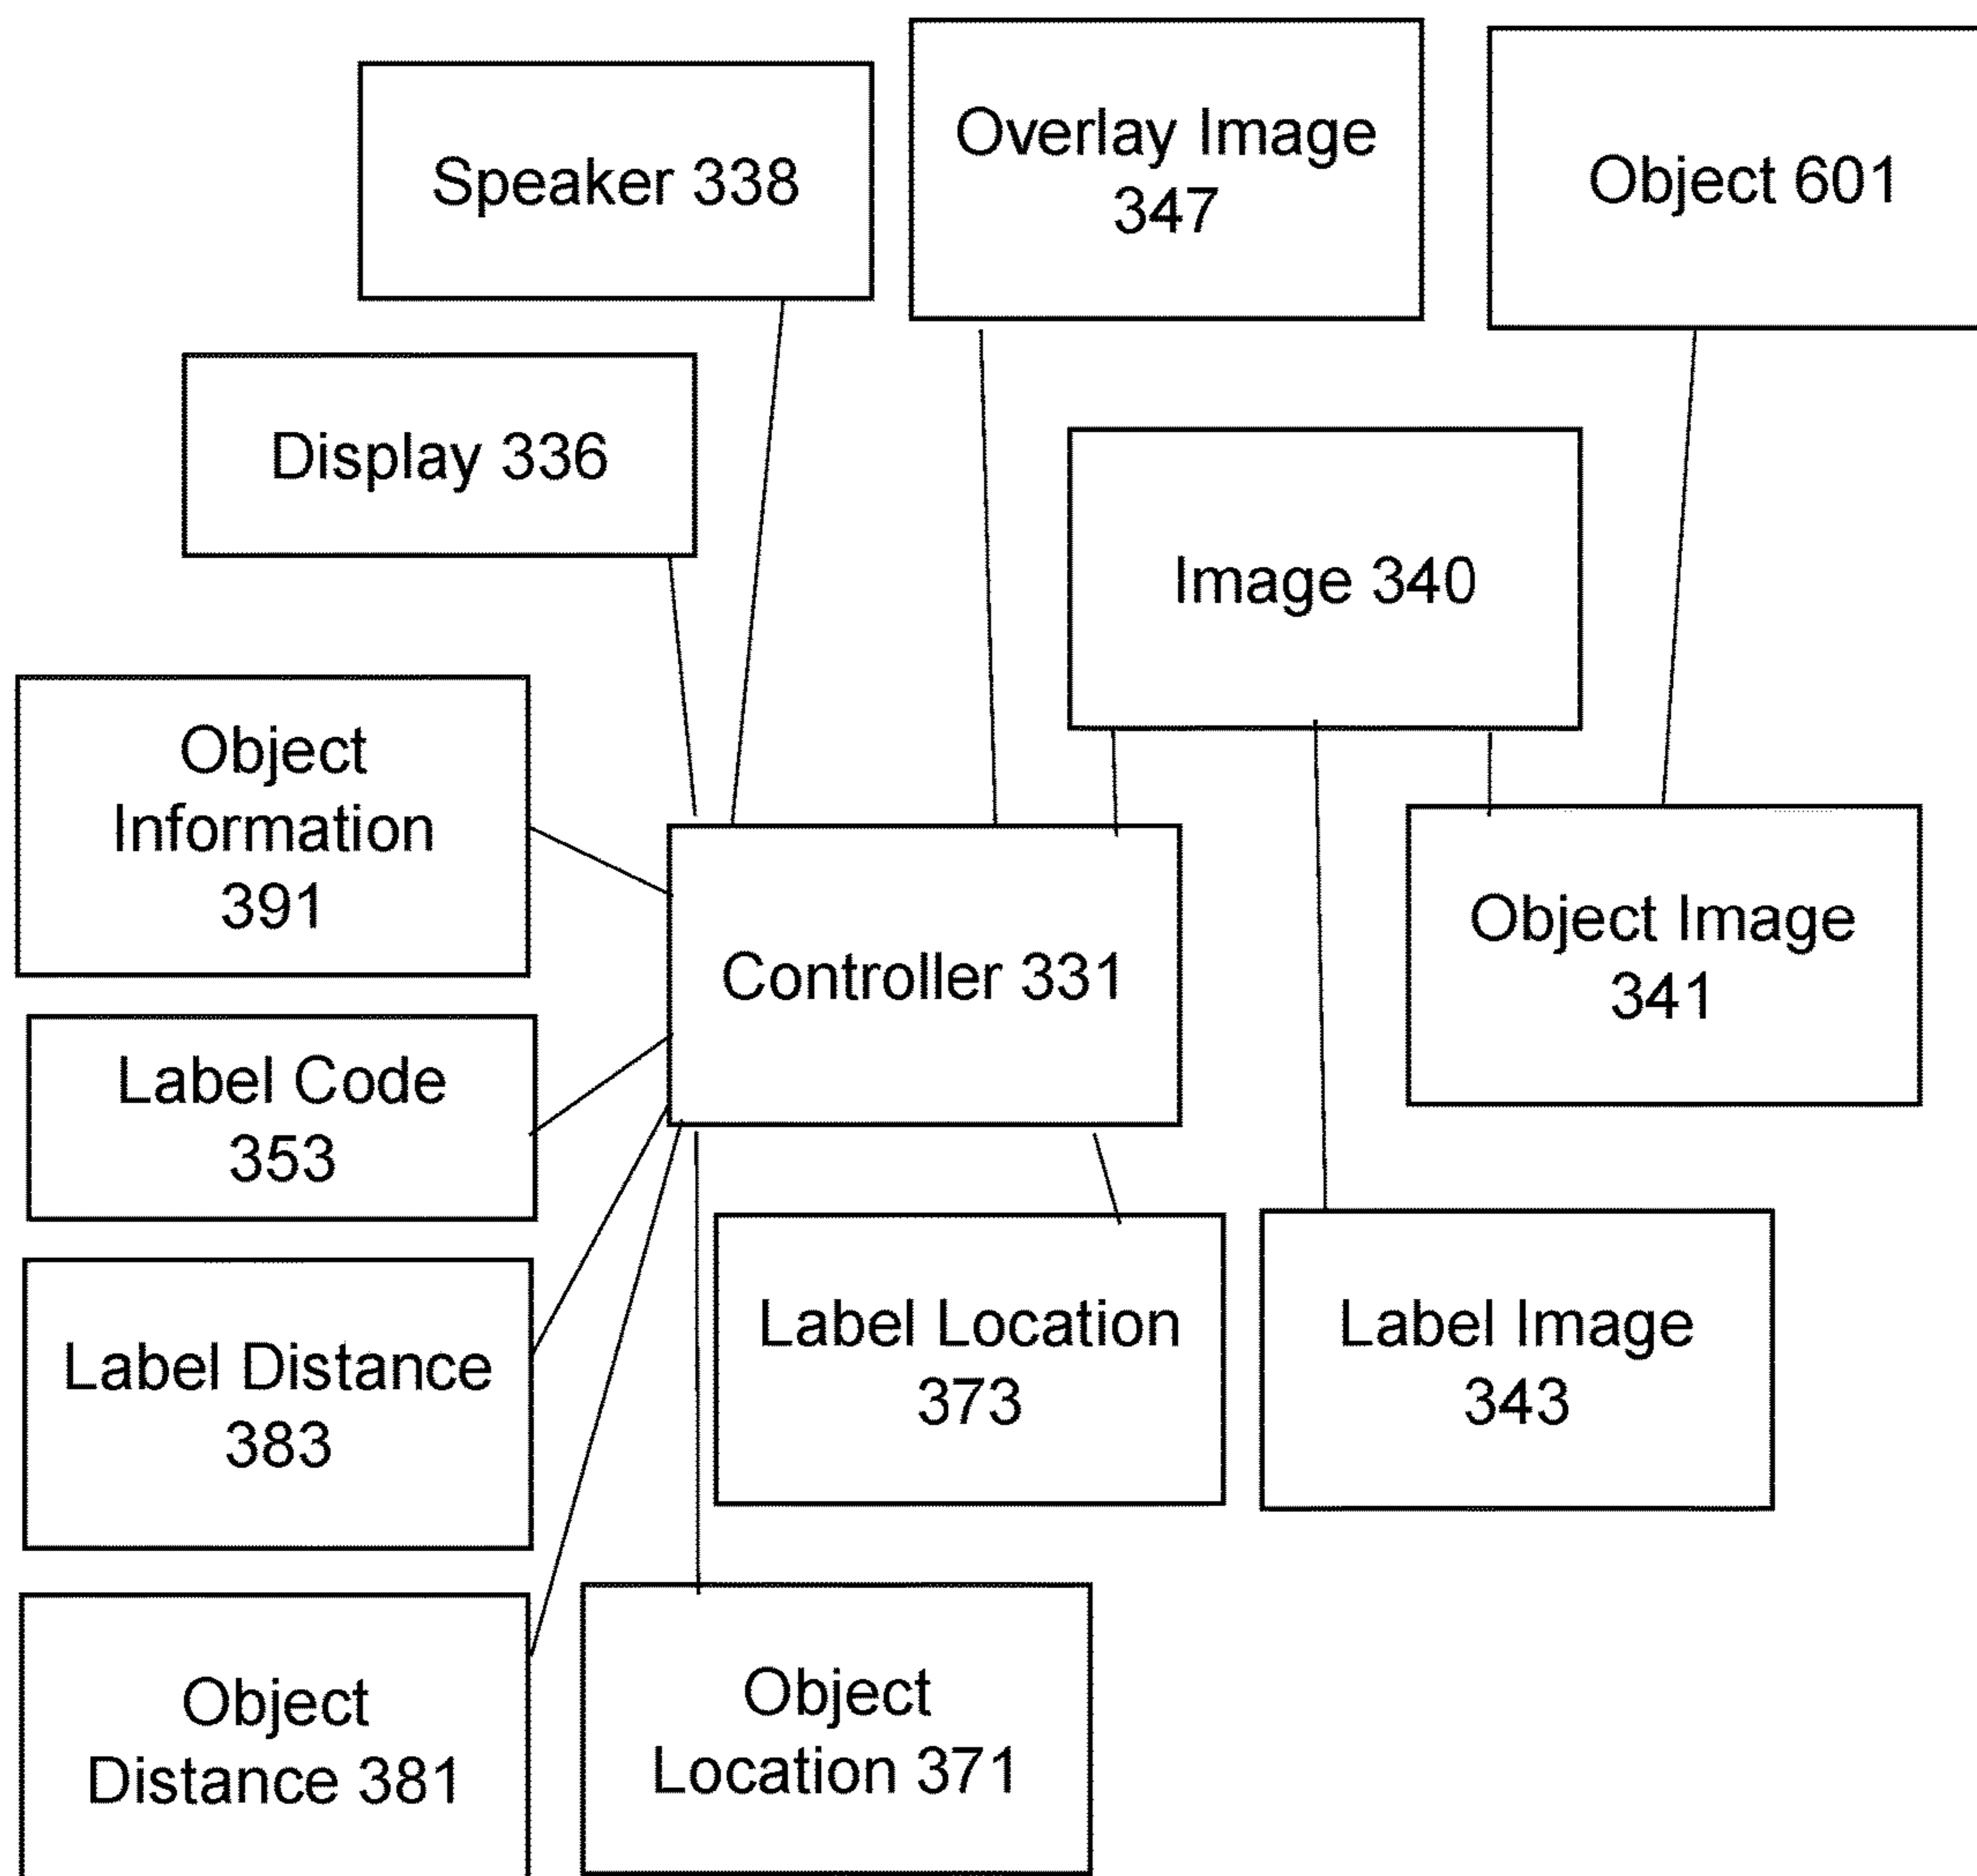 Speaker 338
Overlay Image
347
Object 601
Display 336
Image 340
Object
Information
391
Controller 331
Object Image
341
Label Code
353
Label Distance
383
Label Location
373
Label Image
343
Object
Distance 381
Object
Location 371